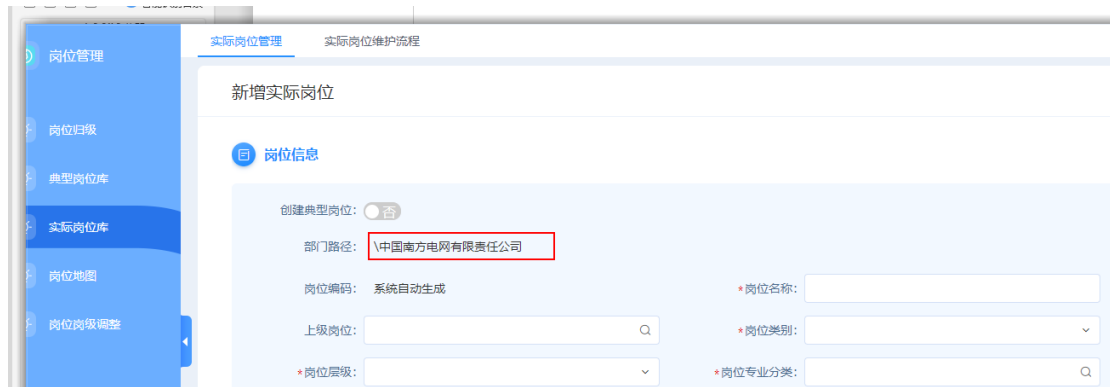 实际岗位管理 实际岗位维护流程
岗位管理
新增实际岗位
岗位归级
岗位信息
典型岗位库
创建典型岗位: 否
实际岗位库
部门路径: \中国南方电网有限责任公司
岗位地图
岗位编码: 系统自动生成 *岗位名称:
岗位岗级调整
上级岗位: *岗位类别:
*岗位层级: *岗位专业分类: